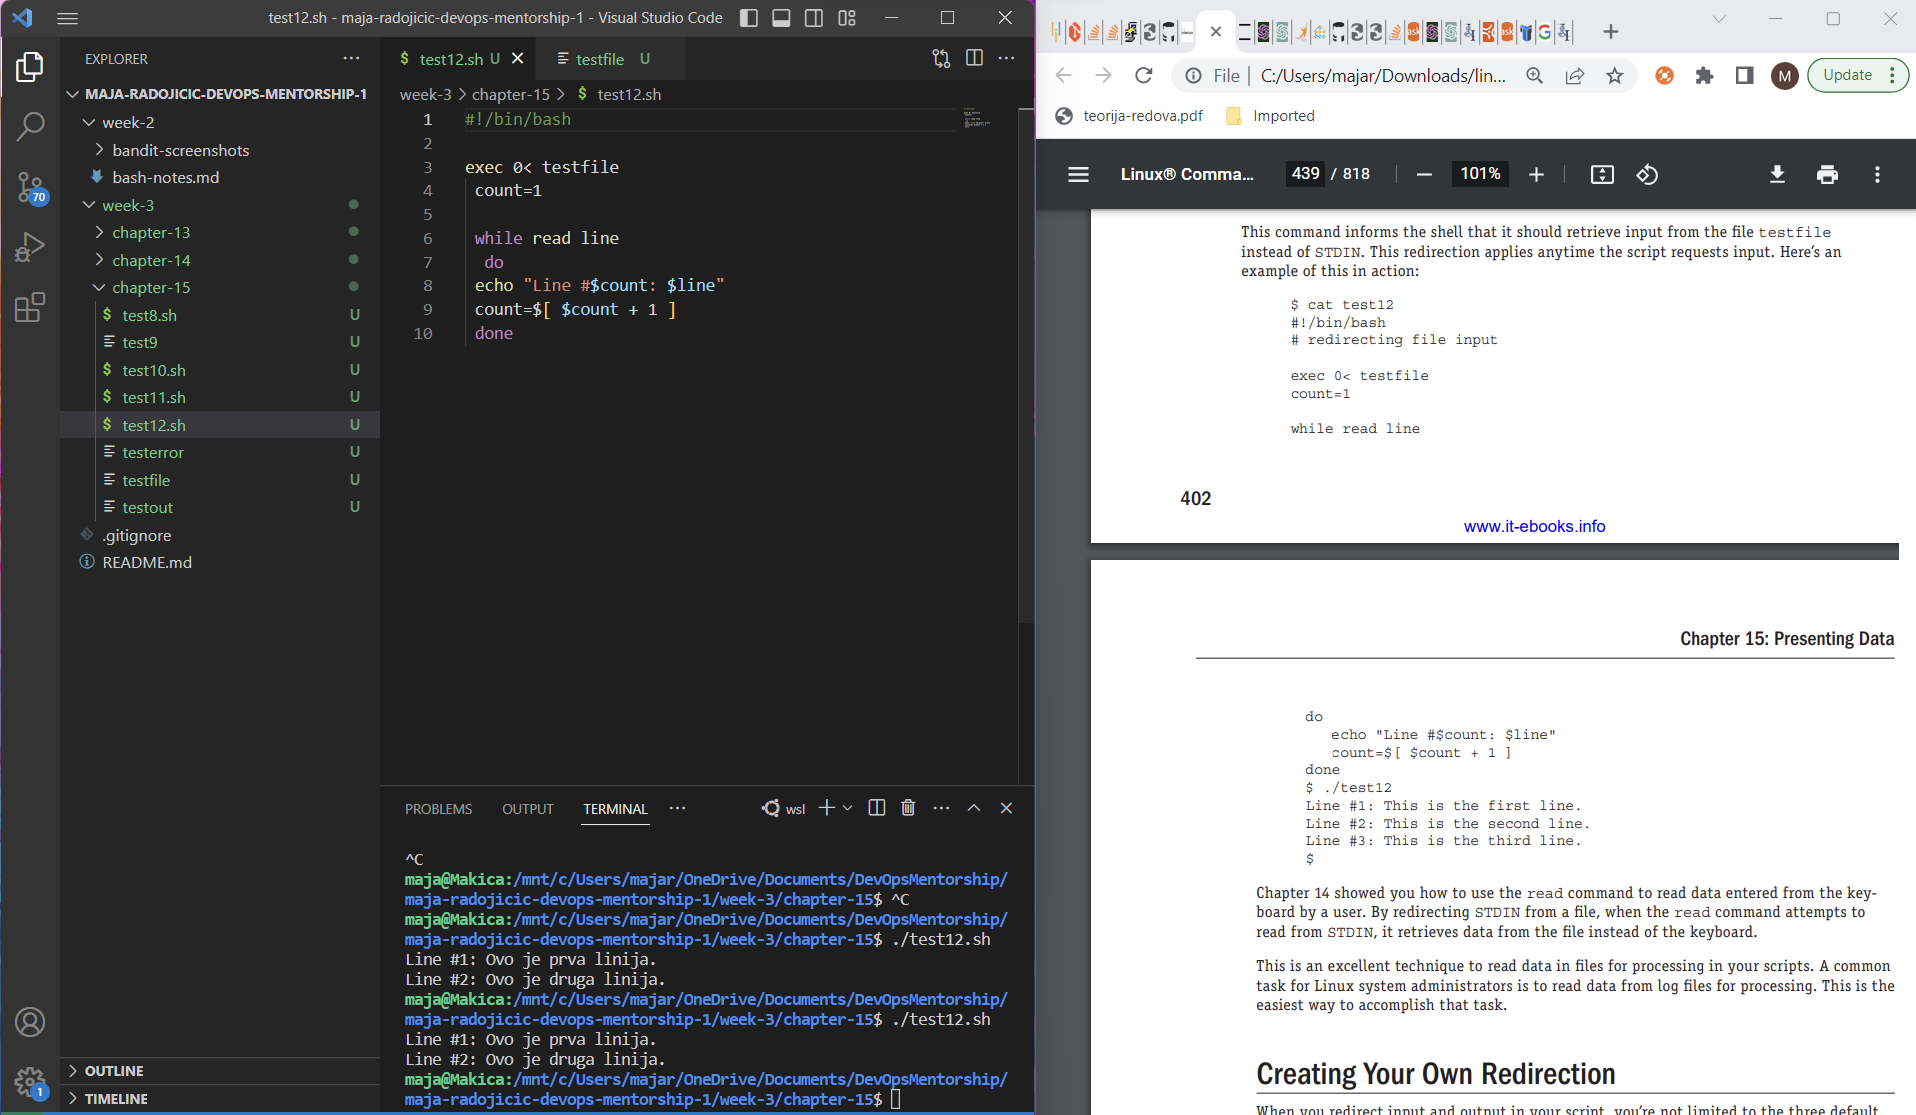 test12.sh - maja-radojicic-devops-mentorship-1 - Visual Studio Code
EXPLORER
MAJA-RADOJICIC-DEVOPS-MENTORSHIP-1
week-2
bandit-screenshots
bash-notes.md
week-3
chapter-13
chapter-14
chapter-15
test8.sh U
test9 U
test10.sh U
test11.sh U
test12.sh U
testerror U
testfile U
testout U
.gitignore
README.md
OUTLINE
TIMELINE
70
1
test12.sh U
testfile U
week-3 > chapter-15 > $ test12.sh
1 #!/bin/bash
2
3 exec 0< testfile
4 count=1
5
6 while read line
7 do
8 echo "Line #$count: $line"
9 count=$[ $count + 1 ]
10 done
PROBLEMS OUTPUT TERMINAL
wsl
^C
maja@Makica:/mnt/c/Users/majar/OneDrive/Documents/DevOpsMentorship/
maja-radojicic-devops-mentorship-1/week-3/chapter-15$ ^C
maja@Makica:/mnt/c/Users/majar/OneDrive/Documents/DevOpsMentorship/
maja-radojicic-devops-mentorship-1/week-3/chapter-15$ ./test12.sh
Line #1: Ovo je prva linija.
Line #2: Ovo je druga linija.
maja@Makica:/mnt/c/Users/majar/OneDrive/Documents/DevOpsMentorship/
maja-radojicic-devops-mentorship-1/week-3/chapter-15$ ./test12.sh
Line #1: Ovo je prva linija.
Line #2: Ovo je druga linija.
maja@Makica:/mnt/c/Users/majar/OneDrive/Documents/DevOpsMentorship/
maja-radojicic-devops-mentorship-1/week-3/chapter-15$
File | C:/Users/majar/Downloads/lin...
M
Update
teorija-redova.pdf
Imported
Linux® Comma... 439 / 818 101%
This command informs the shell that it should retrieve input from the file testfile
instead of STDIN. This redirection applies anytime the script requests input. Here’s an
example of this in action:
$ cat test12
#!/bin/bash
# redirecting file input
exec 0< testfile
count=1
while read line
402
www.it-ebooks.info
Chapter 15: Presenting Data
do
echo "Line #$count: $line"
count=$[ $count + 1 ]
done
$ ./test12
Line #1: This is the first line.
Line #2: This is the second line.
Line #3: This is the third line.
$
Chapter 14 showed you how to use the read command to read data entered from the key-
board by a user. By redirecting STDIN from a file, when the read command attempts to
read from STDIN, it retrieves data from the file instead of the keyboard.
This is an excellent technique to read data in files for processing in your scripts. A common
task for Linux system administrators is to read data from log files for processing. This is the
easiest way to accomplish that task.
Creating Your Own Redirection
When you redirect input and output in your script, you’re not limited to the three default